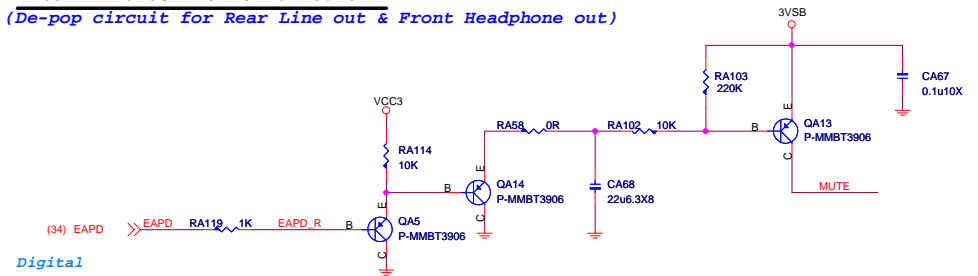 (De-pop circuit for Rear Line out & Front Headphone out)
3VSB
RA103
220K
CA67
0.1u10X
VCC3
RA58 0R
RA102 10K
B
E
C
QA13
P-MMBT3906
RA114
10K
E
B
C
QA14
P-MMBT3906
CA68
22u6.3X8
MUTE
(34) EAPD
EAPD
RA119 1K
EAPD_R
B
E
C
QA5
P-MMBT3906
Digital